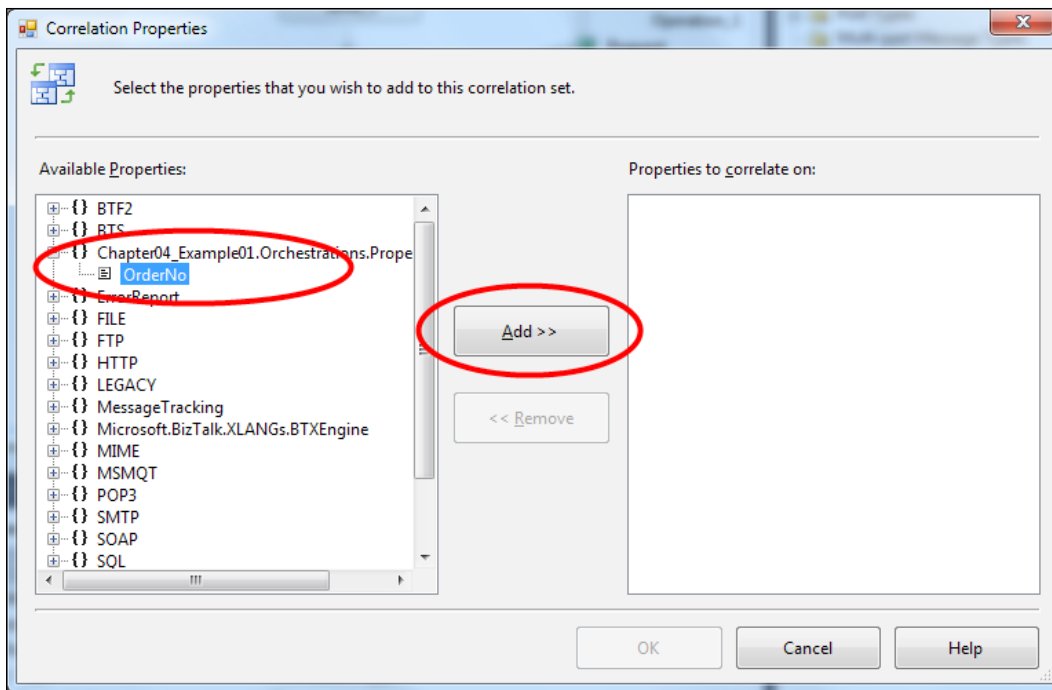 Correlation Properties
Select the properties that you wish to add to this correlation set.
Available Properties:
BTF2
BTS
Chapter04_Example01.Orchestrations.Prope
OrderNo
ErrorReport
FILE
FTP
HTTP
LEGACY
MessageTracking
Microsoft.BizTalk.XLANGs.BTXEngine
MIME
MSMQT
POP3
SMTP
SOAP
SQL
Add >>
<< Remove
Properties to correlate on:
OK
Cancel
Help